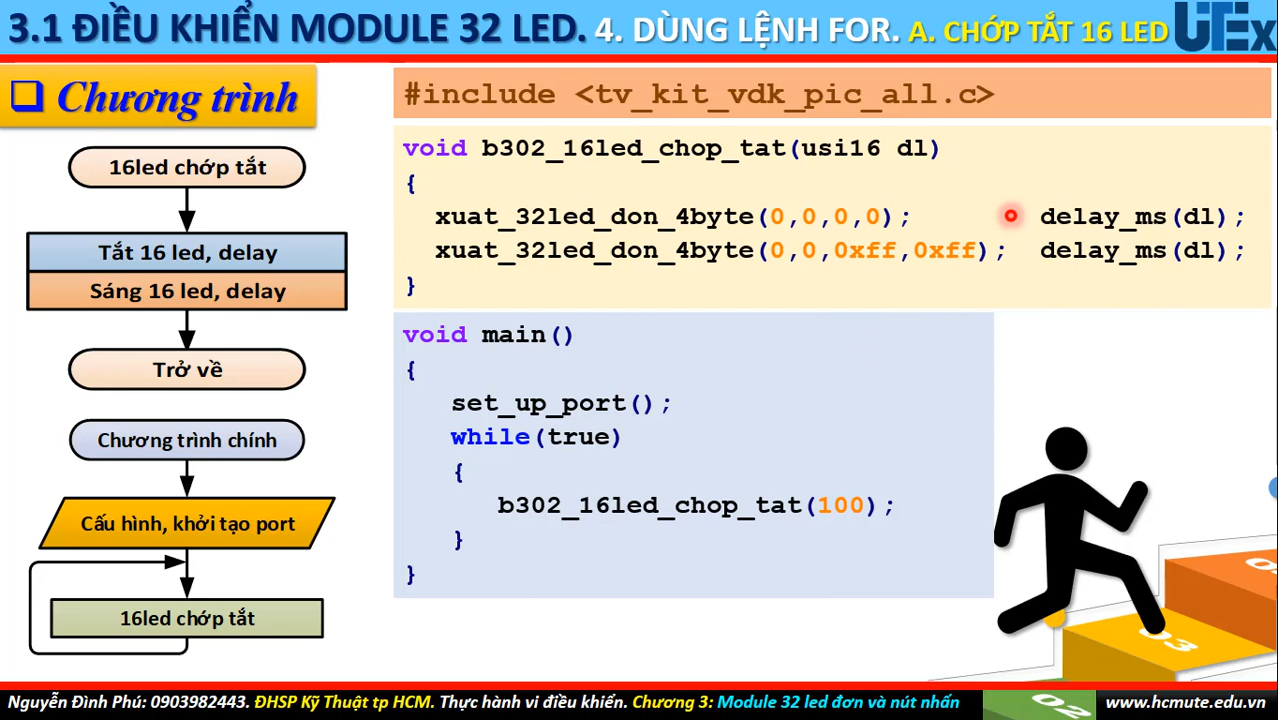 3.1 ĐIỀU KHIỂN MODULE 32 LED. 4. DÙNG LỆNH FOR. A. CHỚP TẮT 16 LED
UTEx
Chương trình
16led chớp tắt
Tắt 16 led, delay
Sáng 16 led, delay
Trở về
Chương trình chính
Cấu hình, khởi tạo port
16led chớp tắt
#include <tv_kit_vdk_pic_all.c>
void b302_16led_chop_tat(usi16 dl)
{
xuat_32led_don_4byte(0,0,0,0); delay_ms(dl);
xuat_32led_don_4byte(0,0,0xff,0xff); delay_ms(dl);
}
void main()
{
set_up_port();
while(true)
{
b302_16led_chop_tat(100);
}
}
03
02
Nguyễn Đình Phú: 0903982443. ĐHSP Kỹ Thuật tp HCM. Thực hành vi điều khiển. Chương 3: Module 32 led đơn và nút nhấn
www.hcmute.edu.vn